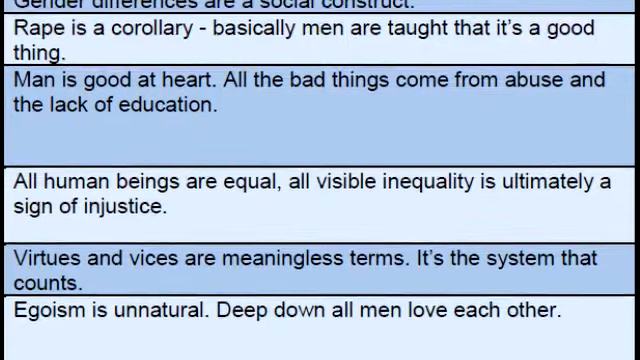 Gender differences are a social construct.
Rape is a corollary - basically men are taught that it's a good
thing.
Man is good at heart. All the bad things come from abuse and
the lack of education.
All human beings are equal, all visible inequality is ultimately a
sign of injustice.
Virtues and vices are meaningless terms. It's the system that
counts.
Egoism is unnatural. Deep down all men love each other.